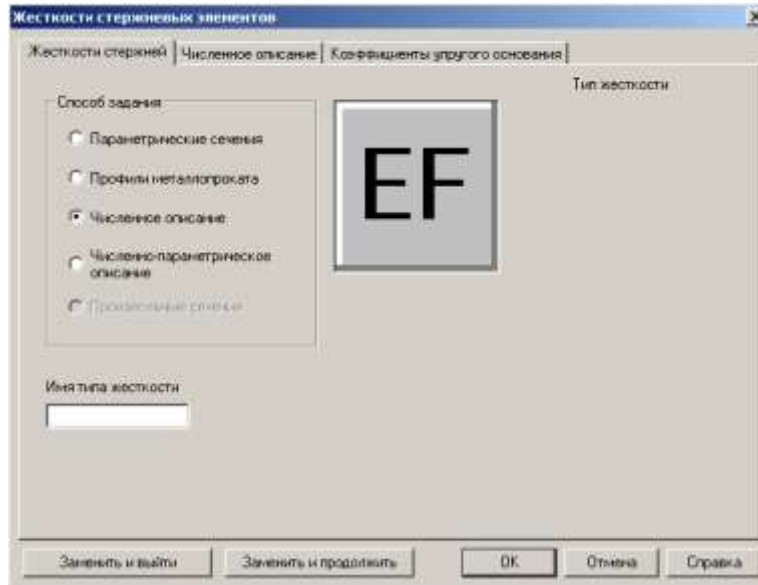 Жесткости стержневых элементов
Жесткости стержней
Численное описание
Коэффициенты упругого основания
Тип жесткости
Способ задания
Параметрические сечения
Профили металлопроката
Численное описание
Численно-параметрическое
описание
Произвольные сечения
EF
Имя типа жесткости
Заменить и выйти
Заменить и продолжить
OK
Отмена
Справка